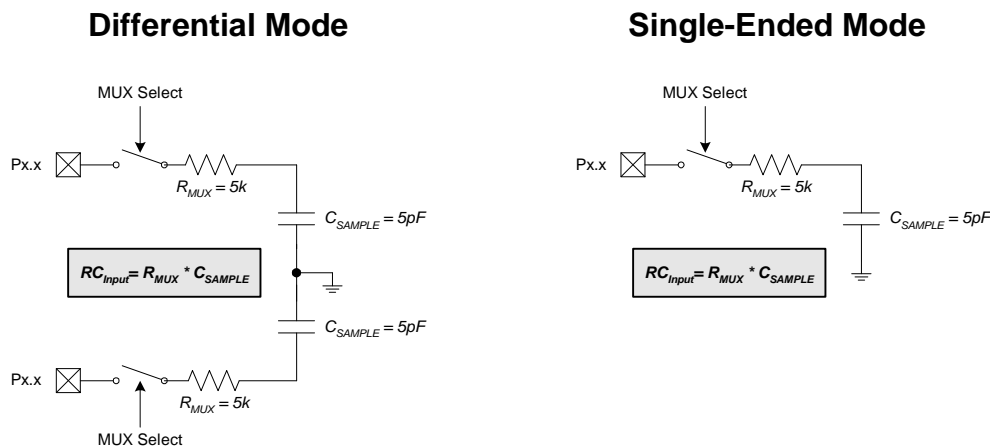 Differential Mode
MUX Select
Px.x
R_MUX = 5k
C_SAMPLE = 5pF
RC_Input= R_MUX * C_SAMPLE
C_SAMPLE = 5pF
Px.x
R_MUX = 5k
MUX Select
Single-Ended Mode
MUX Select
Px.x
R_MUX = 5k
C_SAMPLE = 5pF
RC_Input= R_MUX * C_SAMPLE